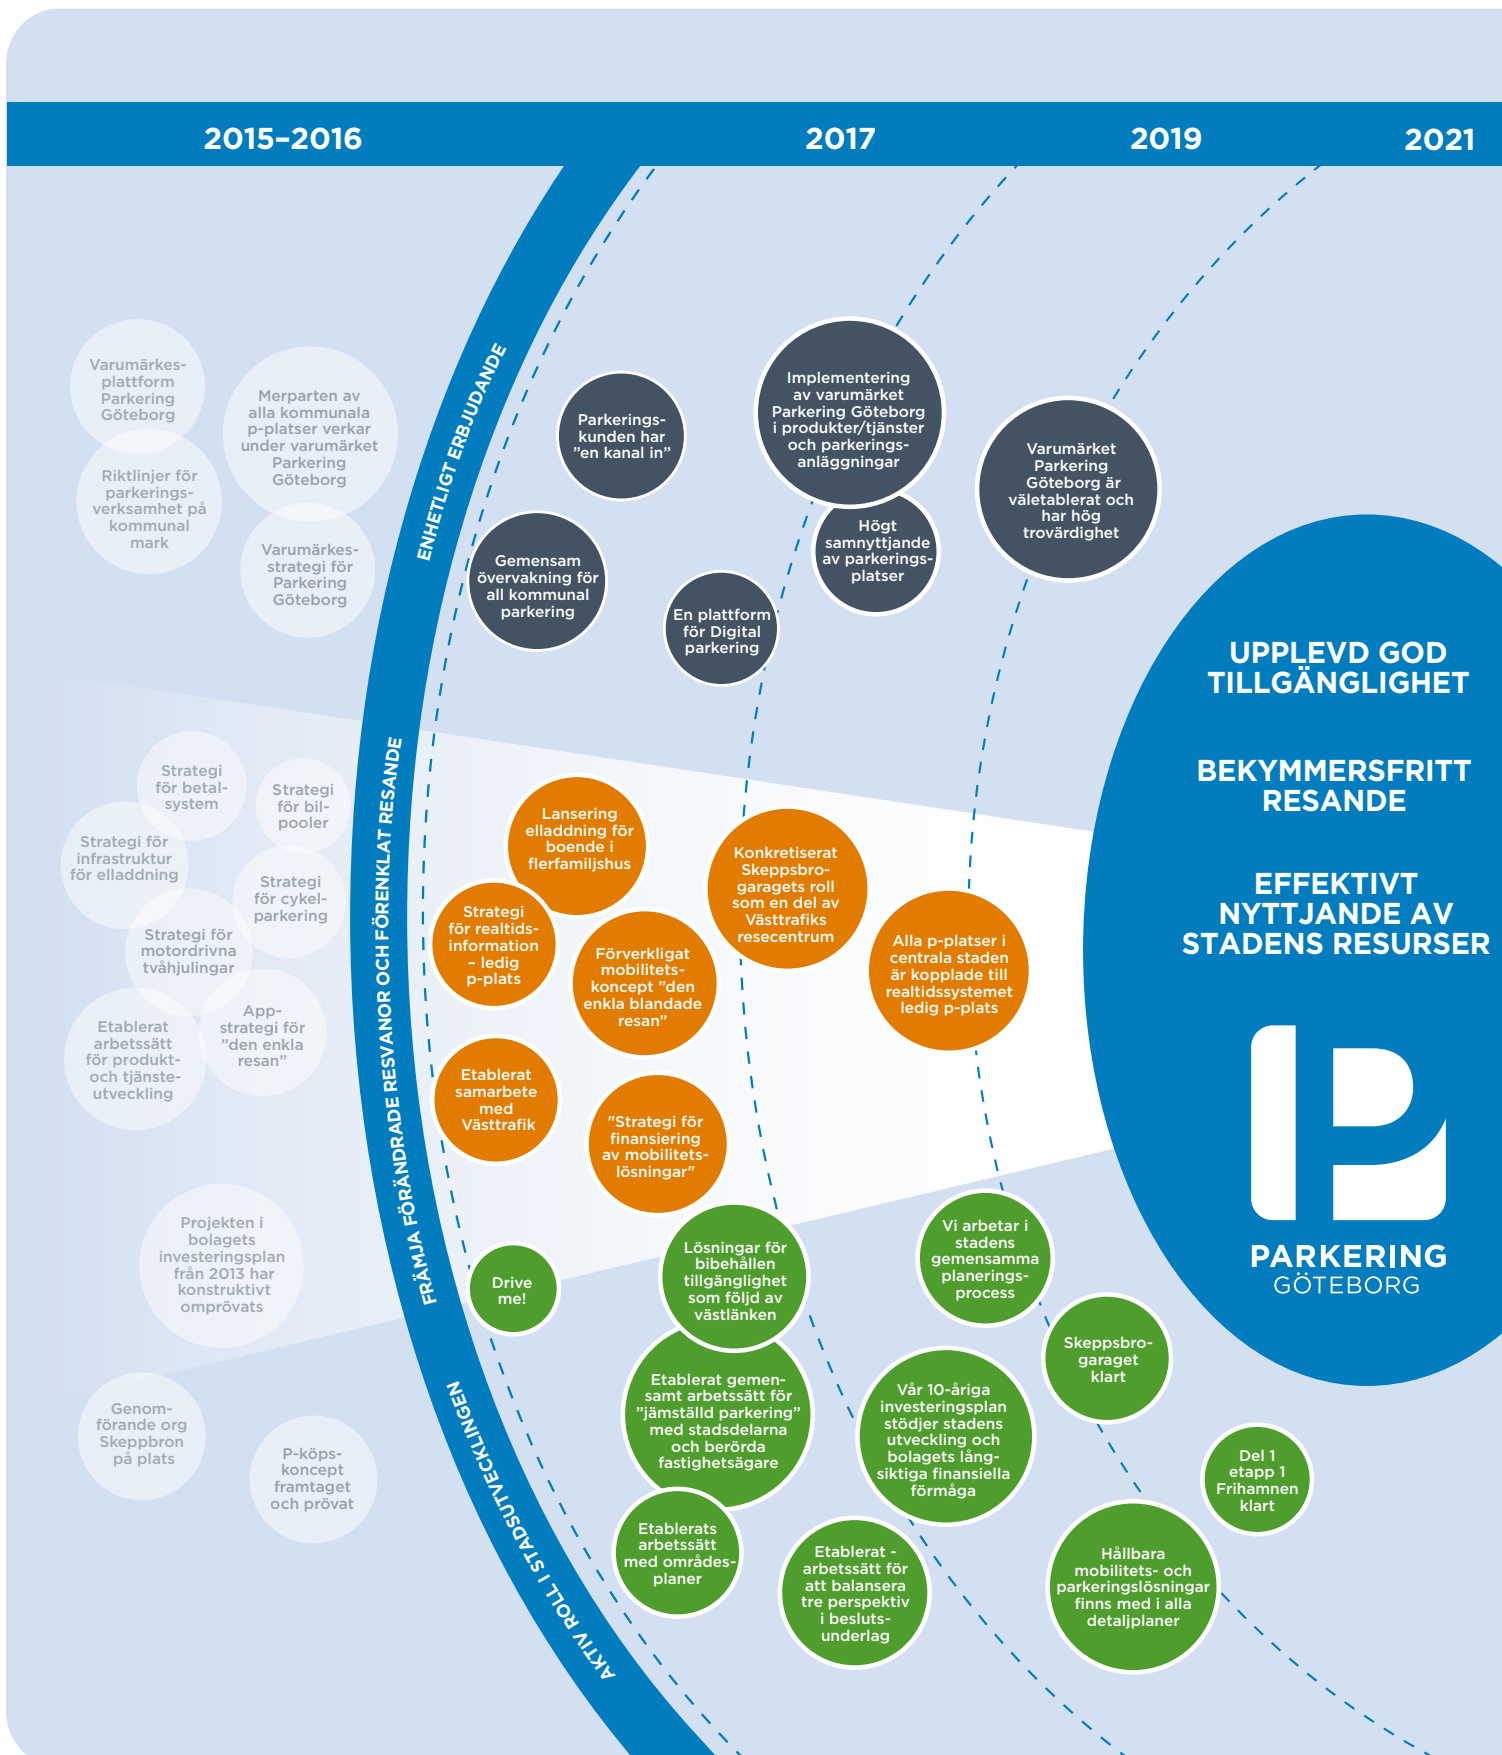 2015–2016
2017
2019
2021
ENHETLIGT ERBJUDANDE
Varumärkes-
plattform
Parkering
Göteborg
Merparten av
alla kommunala
p-platser verkar
under varumärket
Parkering
Göteborg
Riktlinjer för
parkerings-
verksamhet på
kommunal
mark
Varumärkes-
strategi för
Parkering
Göteborg
Parkerings-
kunden har
”en kanal in”
Gemensam
övervakning för
all kommunal
parkering
En plattform
för Digital
parkering
Implementering
av varumärket
Parkering Göteborg
i produkter/tjänster
och parkerings-
anläggningar
Högt
samnyttjande
av parkerings-
platser
Varumärket
Parkering
Göteborg är
väletablerat och
har hög
trovärdighet
FRÄMJA FÖRÄNDRADE RESVANOR OCH FÖRENKLAT RESANDE
Strategi
för betal-
system
Strategi
för bil-
pooler
Strategi för
infrastruktur
för elladdning
Strategi
för cykel-
parkering
Strategi för
motordrivna
tvåhjulingar
App-
strategi för
”den enkla
resan”
Etablerat
arbetssätt
för produkt-
och tjänste-
utveckling
Lansering
elladdning för
boende i
flerfamiljshus
Strategi
för realtids-
information
– ledig
p-plats
Förverkligat
mobilitets-
koncept ”den
enkla blandade
resan”
Etablerat
samarbete
med
Västtrafik
"Strategi för
finansiering
av mobilitets-
lösningar"
Konkretiserat
Skeppsbro-
garagets roll
som en del av
Västtrafiks
resecentrum
Alla p-platser i
centrala staden
är kopplade till
realtidssystemet
ledig p-plats
AKTIV ROLL I STADSUTVECKLINGEN
Projekten i
bolagets
investeringsplan
från 2013 har
konstruktivt
omprövats
Genom-
förande org
Skeppbron
på plats
P-köps-
koncept
framtaget
och prövat
Drive
me!
Lösningar för
bibehållen
tillgänglighet
som följd av
västlänken
Etablerat gemen-
samt arbetssätt för
”jämställd parkering”
med stadsdelarna
och berörda
fastighetsägare
Etablerats
arbetssätt
med områdes-
planer
Etablerat -
arbetssätt för
att balansera
tre perspektiv
i besluts-
underlag
Vår 10-åriga
investeringsplan
stödjer stadens
utveckling och
bolagets lång-
siktiga finansiella
förmåga
Vi arbetar i
stadens
gemensamma
planerings-
process
Skeppsbro-
garaget
klart
Del 1
etapp 1
Frihamnen
klart
Hållbara
mobilitets- och
parkeringslösningar
finns med i alla
detaljplaner
UPPLEVD GOD
TILLGÄNGLIGHET
BEKYMMERSFRITT
RESANDE
EFFEKTIVT
NYTTJANDE AV
STADENS RESURSER
PARKERING
GÖTEBORG